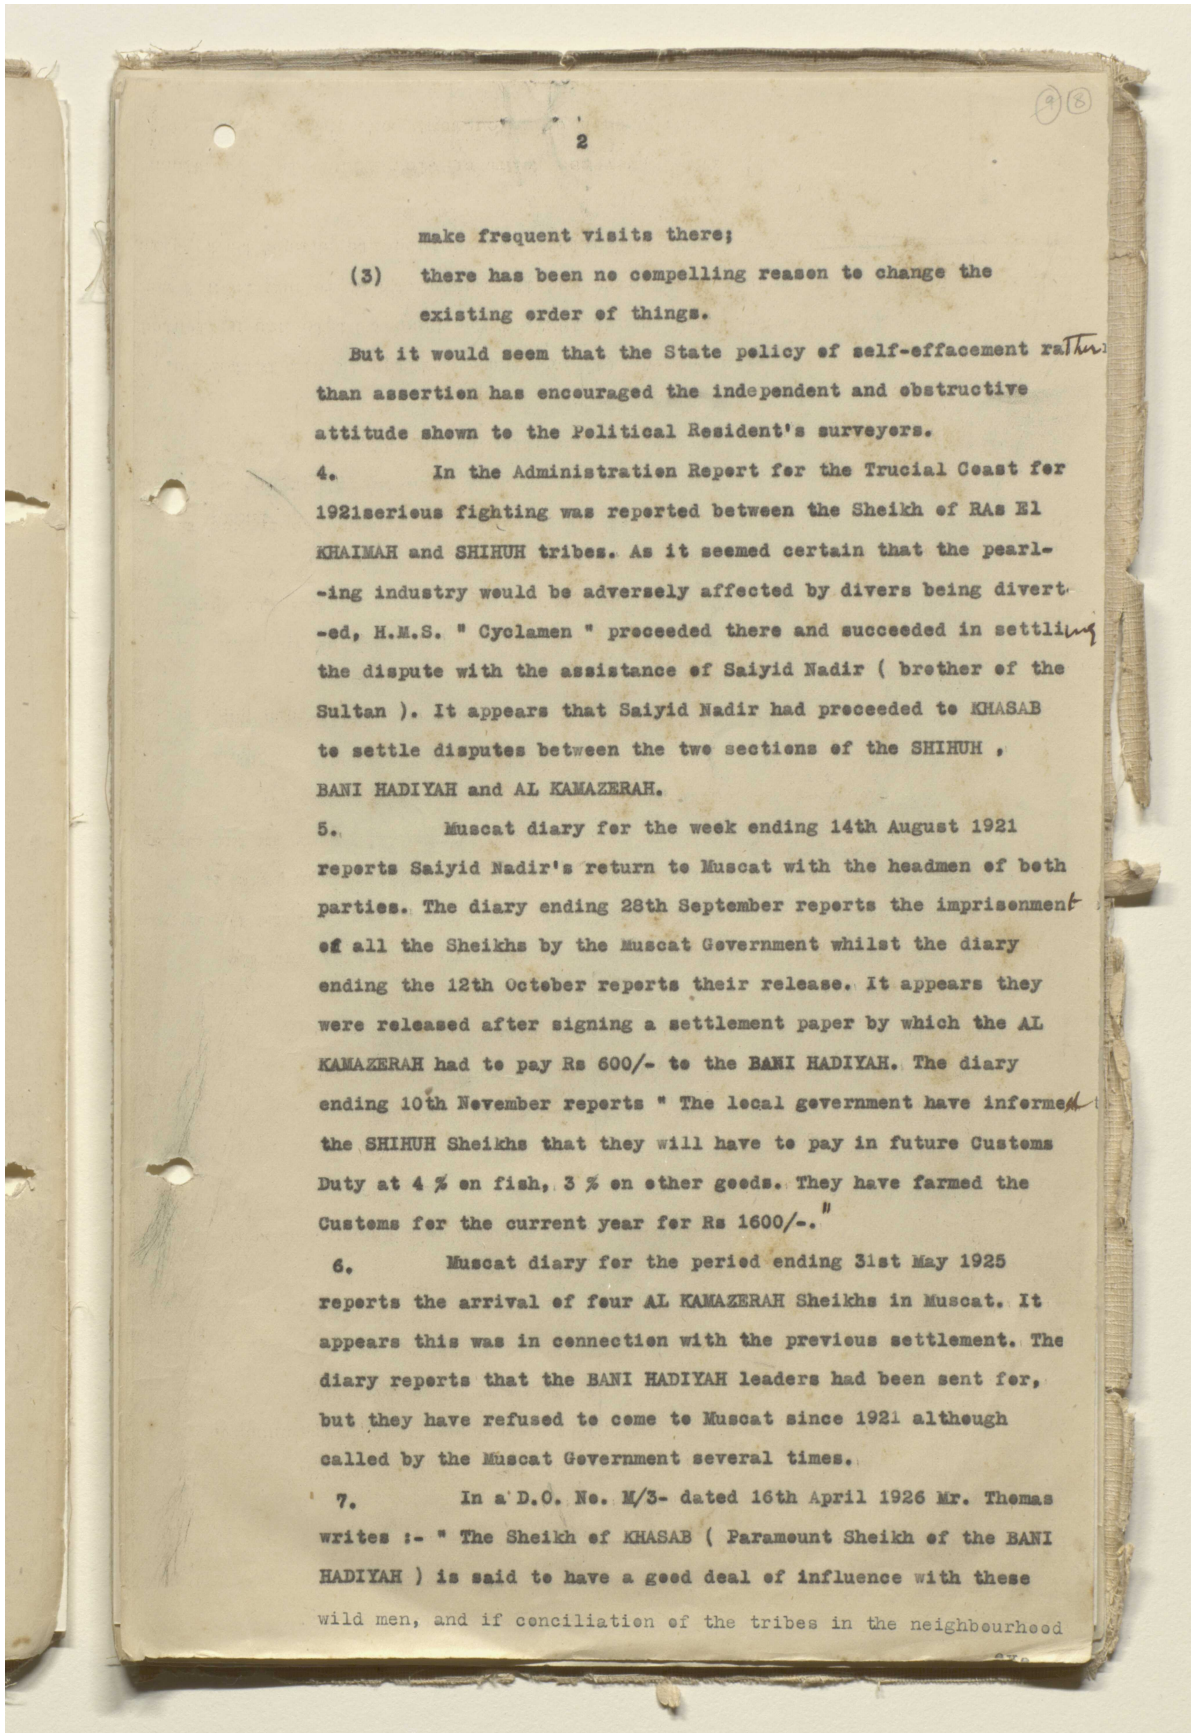 9 8
2
make frequent visits there;
(3) there has been no compelling reason to change the
existing order of things.
But it would seem that the State policy of self-effacement rather
than assertion has encouraged the independent and obstructive
attitude shown to the Political Resident's surveyors.
4. In the Administration Report for the Trucial Coast for
1921serious fighting was reported between the Sheikh of RAs El
KHAIMAH and SHIHUH tribes. As it seemed certain that the pearl-
-ing industry would be adversely affected by divers being divert-
-ed, H.M.S. " Cyclamen " proceeded there and succeeded in settling
the dispute with the assistance of Saiyid Nadir ( brother of the
Sultan ). It appears that Saiyid Nadir had proceeded to KHASAB
to settle disputes between the two sections of the SHIHUH ,
BANI HADIYAH and AL KAMAZERAH.
5. Muscat diary for the week ending 14th August 1921
reports Saiyid Nadir's return to Muscat with the headmen of both
parties. The diary ending 28th September reports the imprisonment
of all the Sheikhs by the Muscat Government whilst the diary
ending the 12th October reports their release. It appears they
were released after signing a settlement paper by which the AL
KAMAZERAH had to pay Rs 600/- to the BANI HADIYAH. The diary
ending 10th November reports " The local government have informed
the SHIHUH Sheikhs that they will have to pay in future Customs
Duty at 4 % on fish, 3 % on other goods. They have farmed the
Customs for the current year for Rs 1600/-."
6. Muscat diary for the period ending 31st May 1925
reports the arrival of four AL KAMAZERAH Sheikhs in Muscat. It
appears this was in connection with the previous settlement. The
diary reports that the BANI HADIYAH leaders had been sent for,
but they have refused to come to Muscat since 1921 although
called by the Muscat Government several times.
7. In a D.O. No. M/3- dated 16th April 1926 Mr. Thomas
writes :- " The Sheikh of KHASAB ( Paramount Sheikh of the BANI
HADIYAH ) is said to have a good deal of influence with these
wild men, and if conciliation of the tribes in the neighbourhood